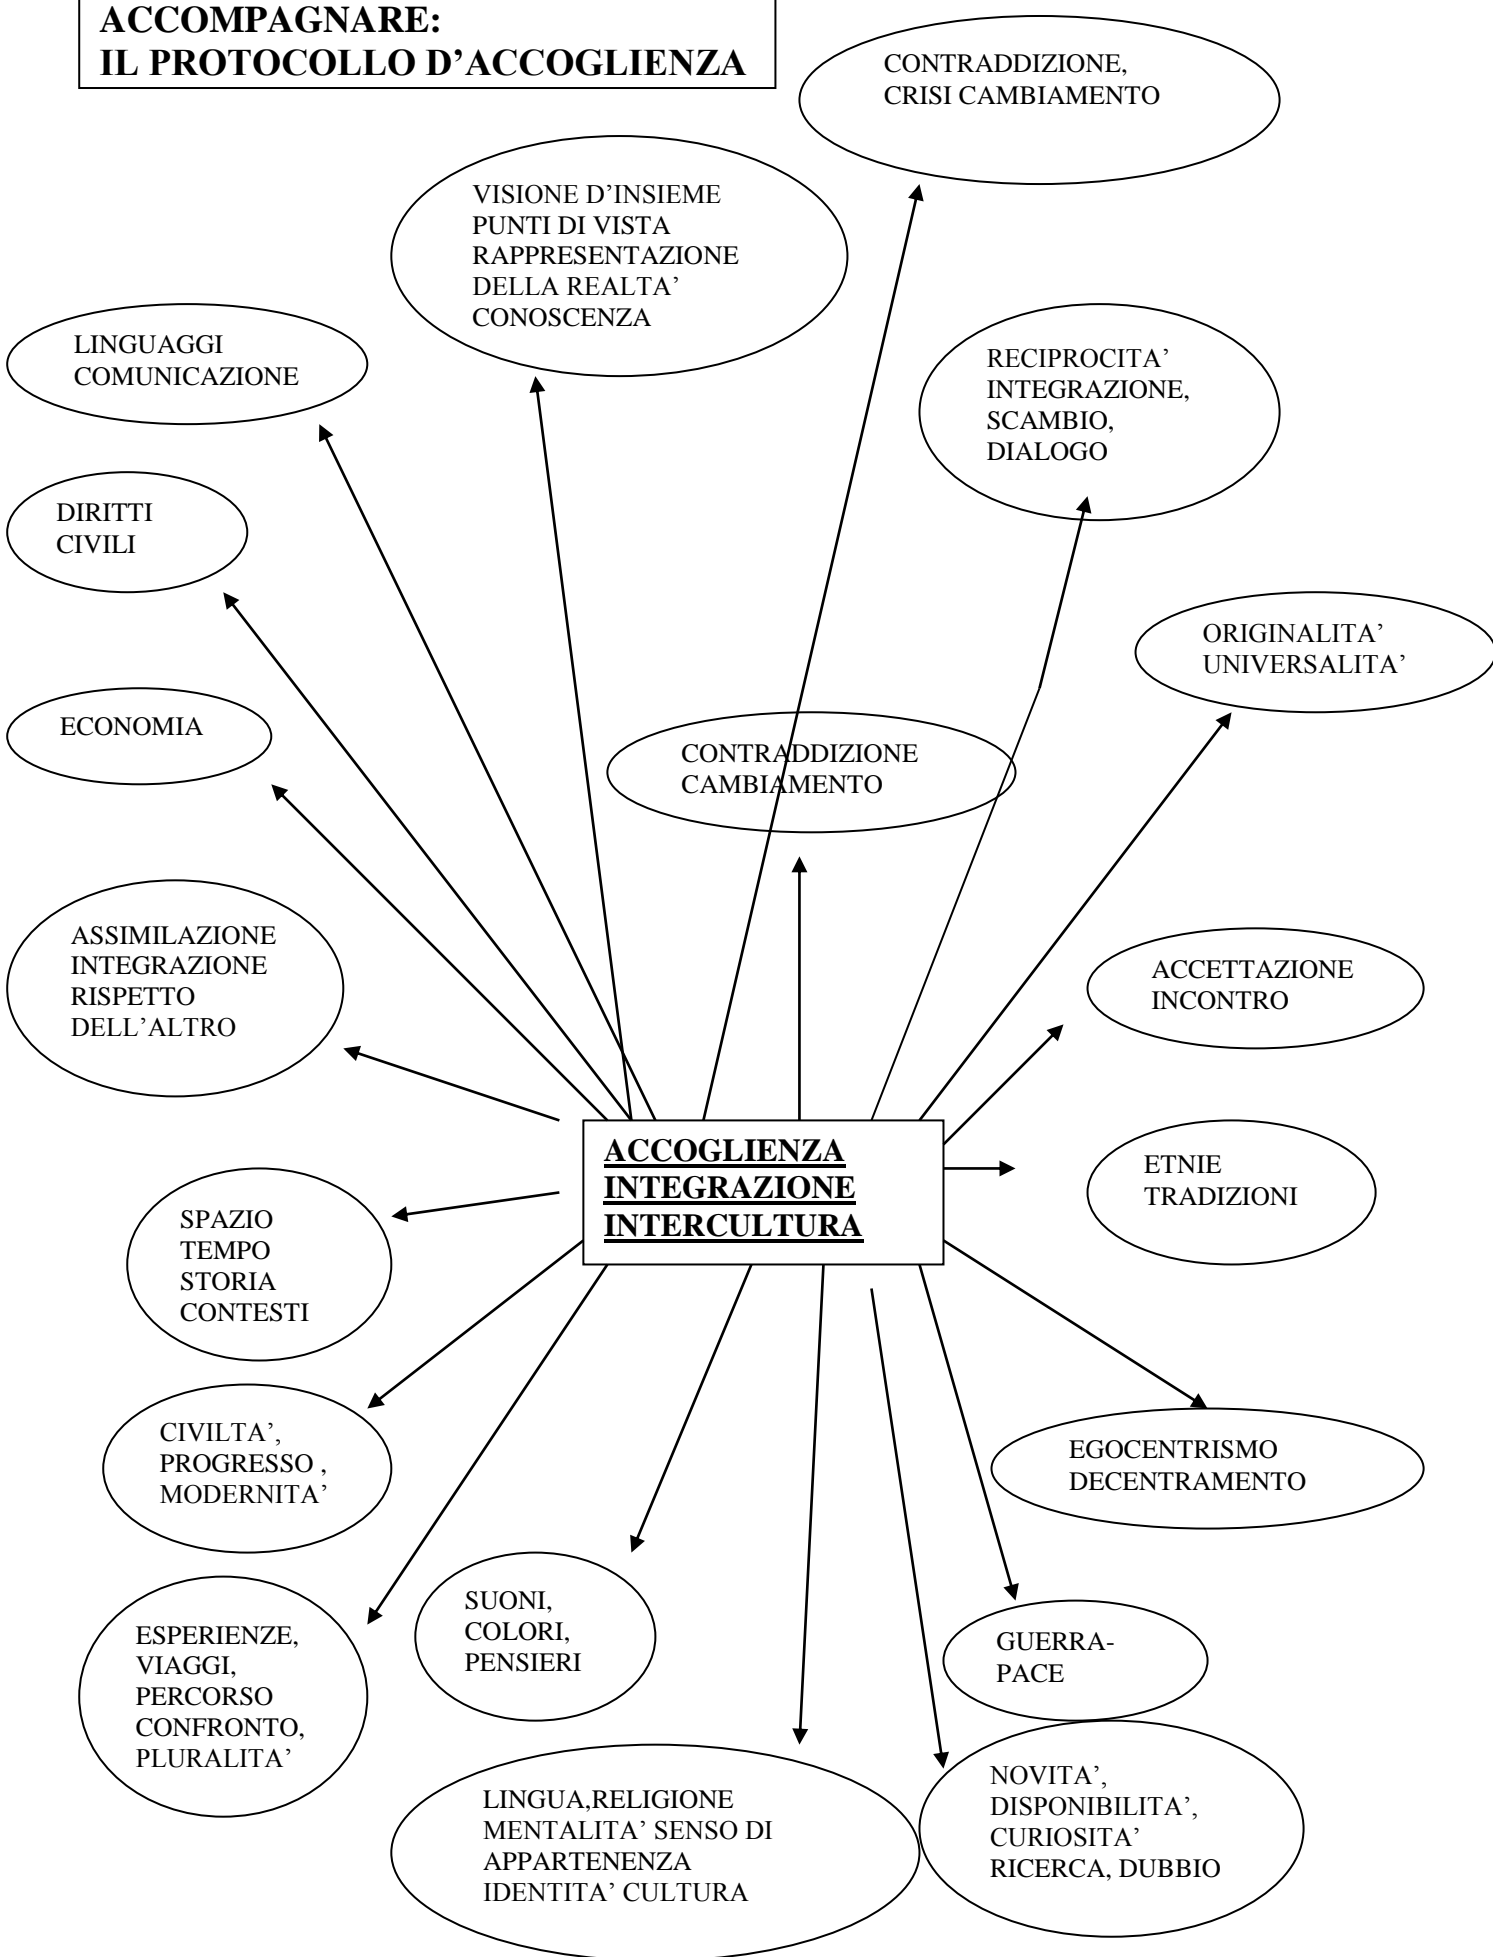 ACCOMPAGNARE:
IL PROTOCOLLO D’ACCOGLIENZA
CONTRADDIZIONE,
CRISI CAMBIAMENTO
VISIONE D’INSIEME
PUNTI DI VISTA
RAPPRESENTAZIONE
DELLA REALTA’
CONOSCENZA
LINGUAGGI
COMUNICAZIONE
RECIPROCITA’
INTEGRAZIONE,
SCAMBIO,
DIALOGO
DIRITTI
CIVILI
ORIGINALITA’
UNIVERSALITA’
ECONOMIA
CONTRADDIZIONE
CAMBIAMENTO
ASSIMILAZIONE
INTEGRAZIONE
RISPETTO
DELL’ALTRO
ACCETTAZIONE
INCONTRO
ACCOGLIENZA
INTEGRAZIONE
INTERCULTURA
ETNIE
TRADIZIONI
SPAZIO
TEMPO
STORIA
CONTESTI
CIVILTA’,
PROGRESSO ,
MODERNITA’
EGOCENTRISMO
DECENTRAMENTO
SUONI,
COLORI,
PENSIERI
ESPERIENZE,
VIAGGI,
PERCORSO
CONFRONTO,
PLURALITA’
GUERRA-
PACE
LINGUA,RELIGIONE
MENTALITA’ SENSO DI
APPARTENENZA
IDENTITA’ CULTURA
NOVITA’,
DISPONIBILITA’,
CURIOSITA’
RICERCA, DUBBIO